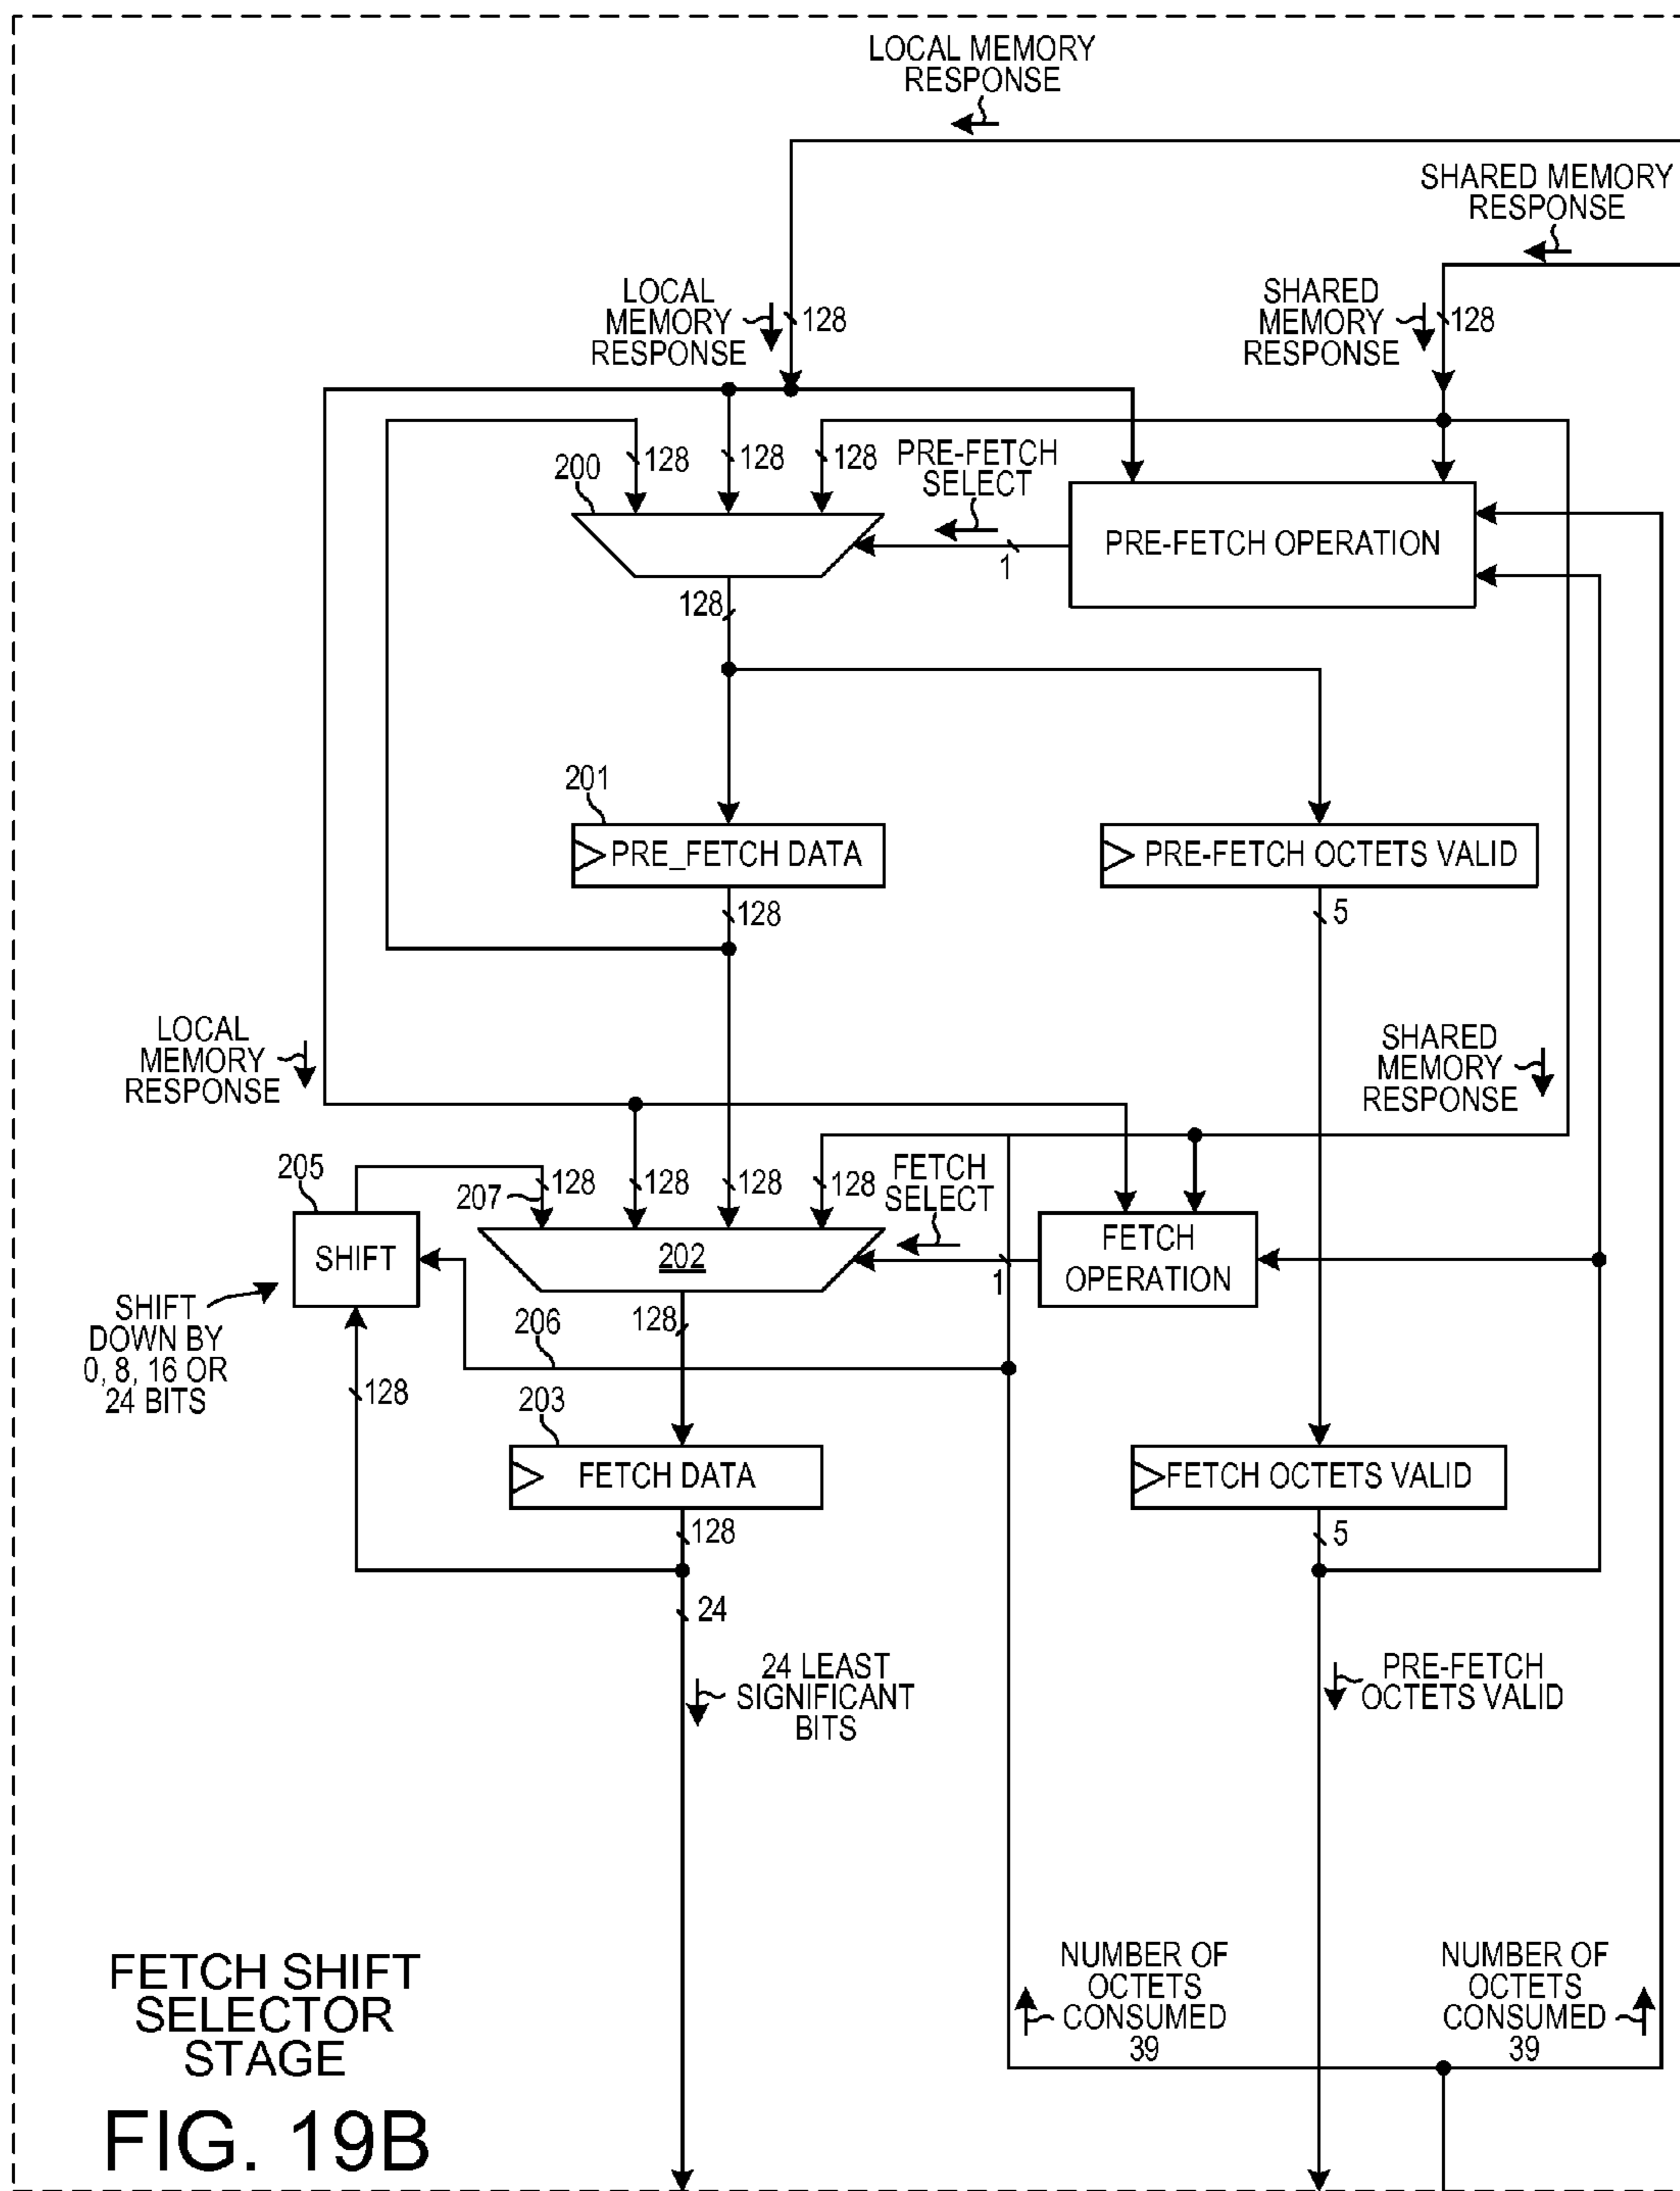 LOCAL MEMORY
RESPONSE
SHARED MEMORY
RESPONSE
LOCAL
MEMORY
RESPONSE
128
SHARED
MEMORY
RESPONSE
128
200
128
128
128
PRE-FETCH
SELECT
1
PRE-FETCH OPERATION
128
201
PRE_FETCH DATA
PRE-FETCH OCTETS VALID
128
5
LOCAL
MEMORY
RESPONSE
SHARED
MEMORY
RESPONSE
205
207
128
128
128
128
FETCH
SELECT
SHIFT
202
1
FETCH
OPERATION
SHIFT
DOWN BY
0, 8, 16 OR
24 BITS
128
206
128
203
FETCH DATA
FETCH OCTETS VALID
128
5
24
24 LEAST
SIGNIFICANT
BITS
PRE-FETCH
OCTETS VALID
NUMBER OF
OCTETS
CONSUMED
39
NUMBER OF
OCTETS
CONSUMED
39
FETCH SHIFT
SELECTOR
STAGE
FIG. 19B